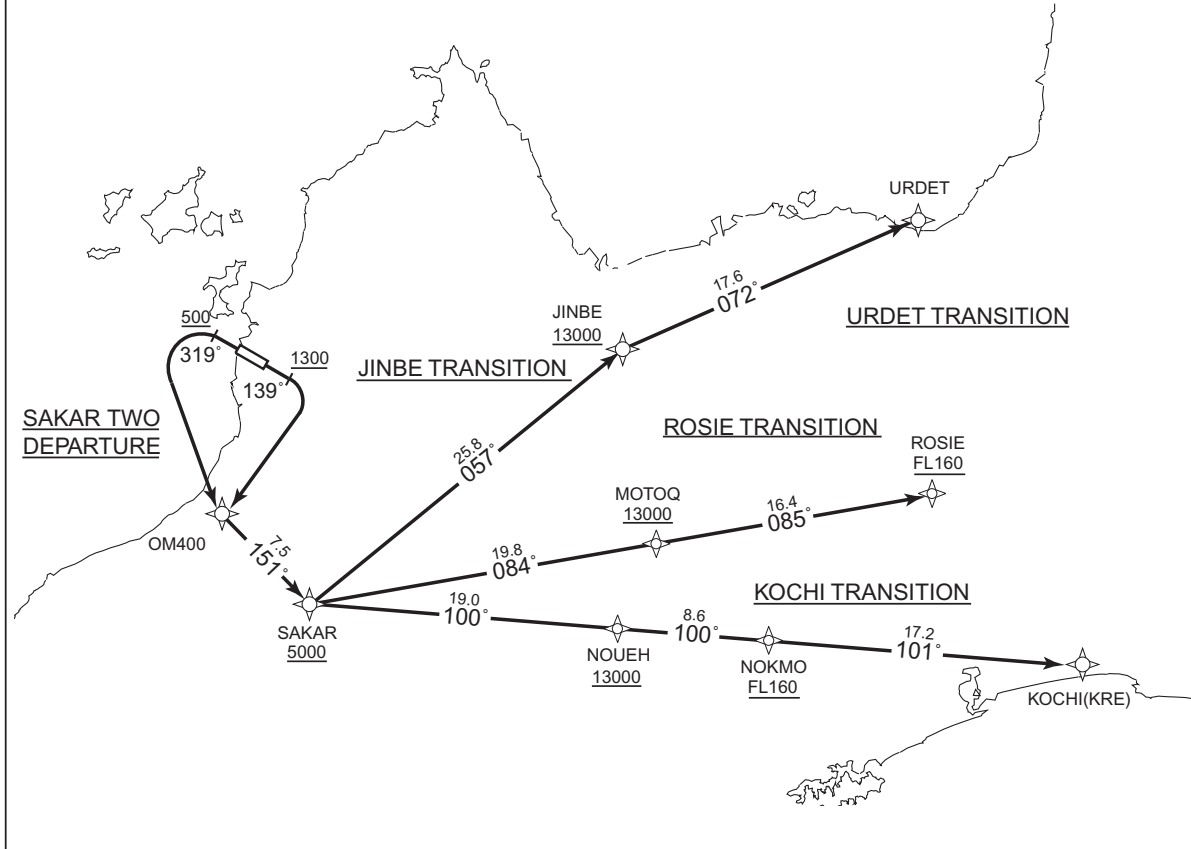 URDET
17.6
072°
JINBE
13000
URDET TRANSITION
500
319°
1300
139°
JINBE TRANSITION
SAKAR TWO
DEPARTURE
ROSIE TRANSITION
25.8
057°
ROSIE
FL160
MOTOQ
13000
16.4
085°
OM400
7.5
151°
19.8
084°
KOCHI TRANSITION
SAKAR
5000
19.0
100°
8.6
100°
17.2
101°
NOUEH
13000
NOKMO
FL160
KOCHI(KRE)